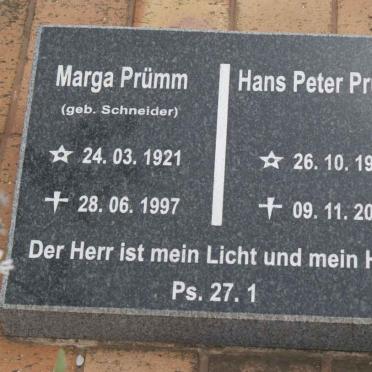 Marga Prümm
(geb. Schneider)
☆ 24. 03. 1921
✝ 28. 06. 1997
Hans Peter
☆ 26. 10.
✝ 09. 11.
Der Herr ist mein Licht und mein
Ps. 27. 1